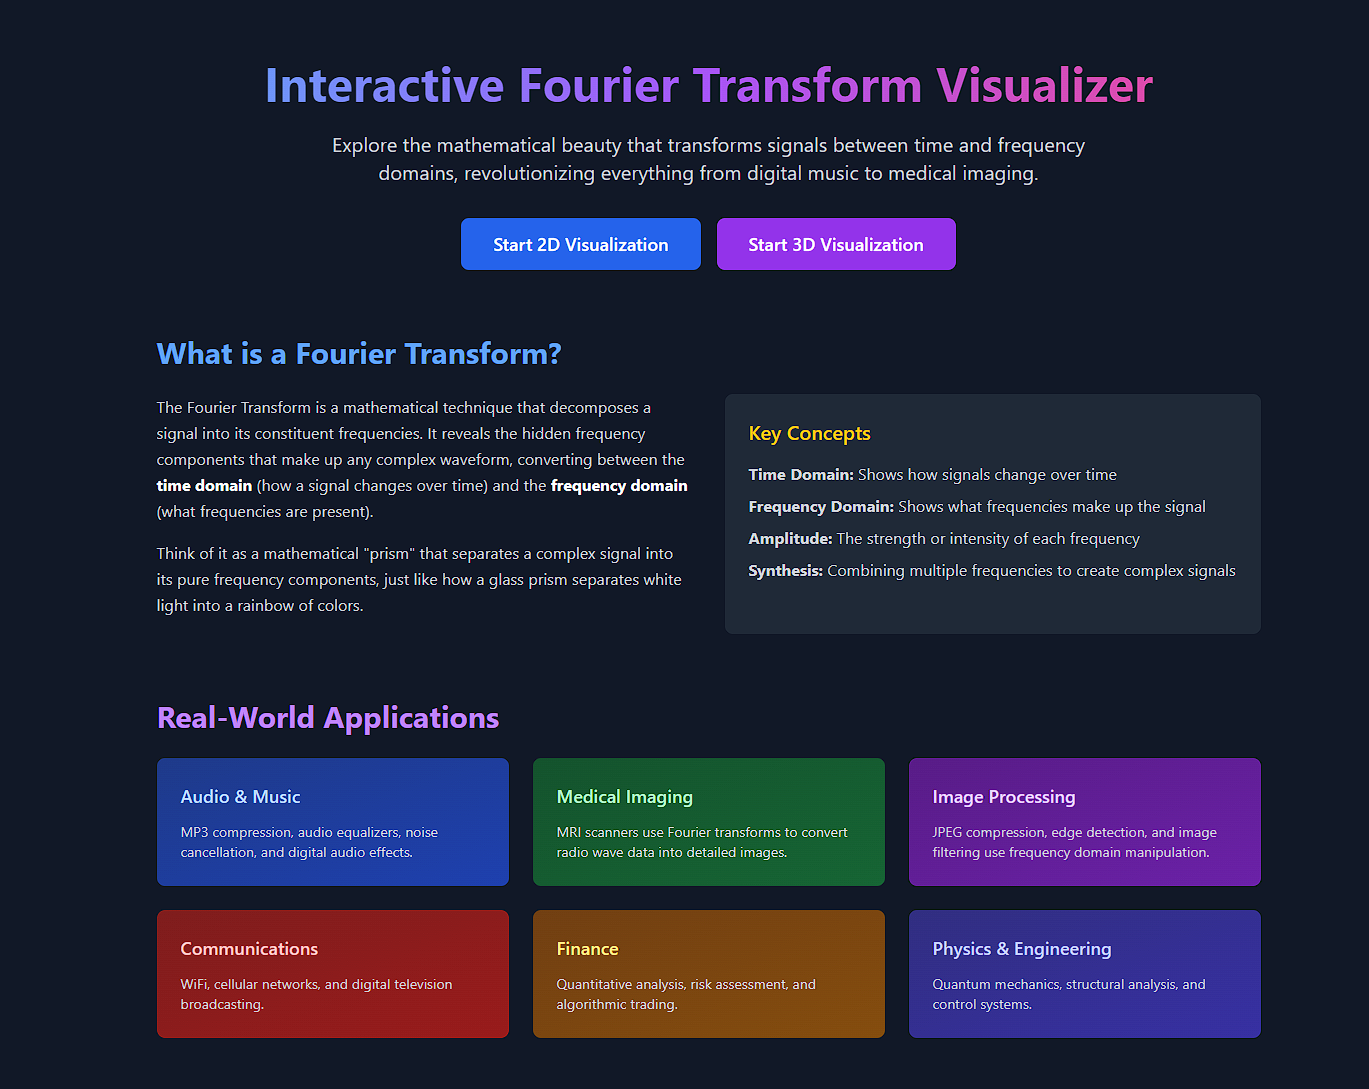 Interactive Fourier Transform Visualizer
Explore the mathematical beauty that transforms signals between time and frequency
domains, revolutionizing everything from digital music to medical imaging.
Start 2D Visualization
Start 3D Visualization
What is a Fourier Transform?
The Fourier Transform is a mathematical technique that decomposes a
signal into its constituent frequencies. It reveals the hidden frequency
components that make up any complex waveform, converting between the
time domain (how a signal changes over time) and the frequency domain
(what frequencies are present).
Think of it as a mathematical "prism" that separates a complex signal into
its pure frequency components, just like how a glass prism separates white
light into a rainbow of colors.
Key Concepts
Time Domain: Shows how signals change over time
Frequency Domain: Shows what frequencies make up the signal
Amplitude: The strength or intensity of each frequency
Synthesis: Combining multiple frequencies to create complex signals
Real-World Applications
Audio & Music
MP3 compression, audio equalizers, noise
cancellation, and digital audio effects.
Medical Imaging
MRI scanners use Fourier transforms to convert
radio wave data into detailed images.
Image Processing
JPEG compression, edge detection, and image
filtering use frequency domain manipulation.
Communications
WiFi, cellular networks, and digital television
broadcasting.
Finance
Quantitative analysis, risk assessment, and
algorithmic trading.
Physics & Engineering
Quantum mechanics, structural analysis, and
control systems.